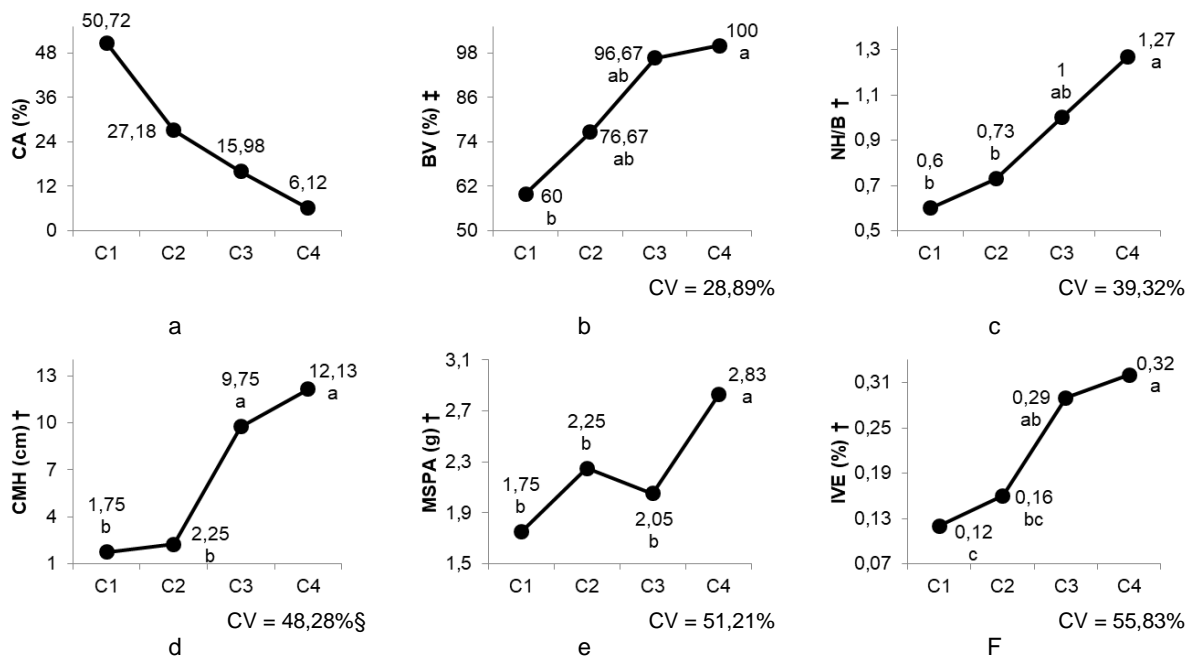 50,72
48
36
24
12
0
CA (%)
27,18
15,98
6,12
C1 C2 C3 C4
a
98
86
74
62
50
BV (%) ‡
60
b
76,67
ab
96,67
ab
100
a
C1 C2 C3 C4
CV = 28,89%
b
1,3
1,1
0,9
0,7
0,5
NH/B †
0,6
b
0,73
b
1
ab
1,27
a
C1 C2 C3 C4
CV = 39,32%
c
13
10
7
4
1
CMH (cm) †
1,75
b
2,25
b
9,75
a
12,13
a
C1 C2 C3 C4
CV = 48,28%§
d
3,1
2,7
2,3
1,9
1,5
MSPA (g) †
1,75
b
2,25
b
2,05
b
2,83
a
C1 C2 C3 C4
CV = 51,21%
e
0,31
0,25
0,19
0,13
0,07
IVE (%) †
0,12
c
0,16
bc
0,29
ab
0,32
a
C1 C2 C3 C4
CV = 55,83%
F